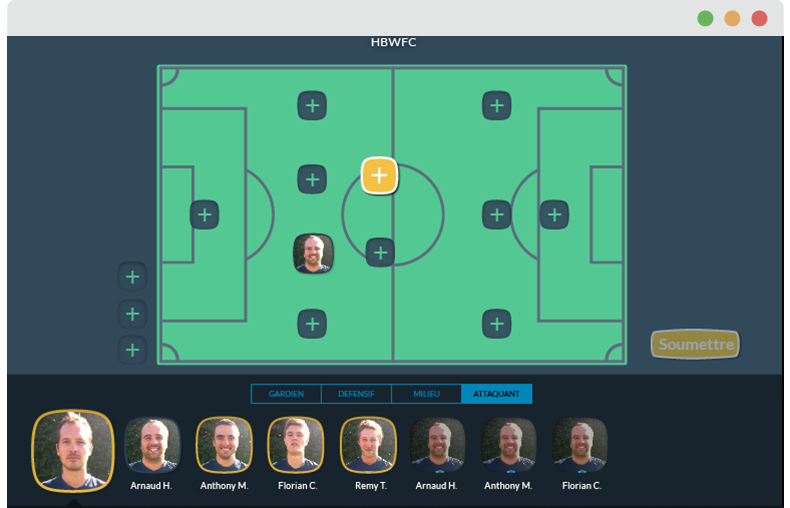 HBWFC
Soumettre
GARDIEN
DEFENSIF
MILIEU
ATTAQUANT
Arnaud H.
Anthony M.
Florian C.
Remy T.
Arnaud H.
Anthony M.
Florian C.